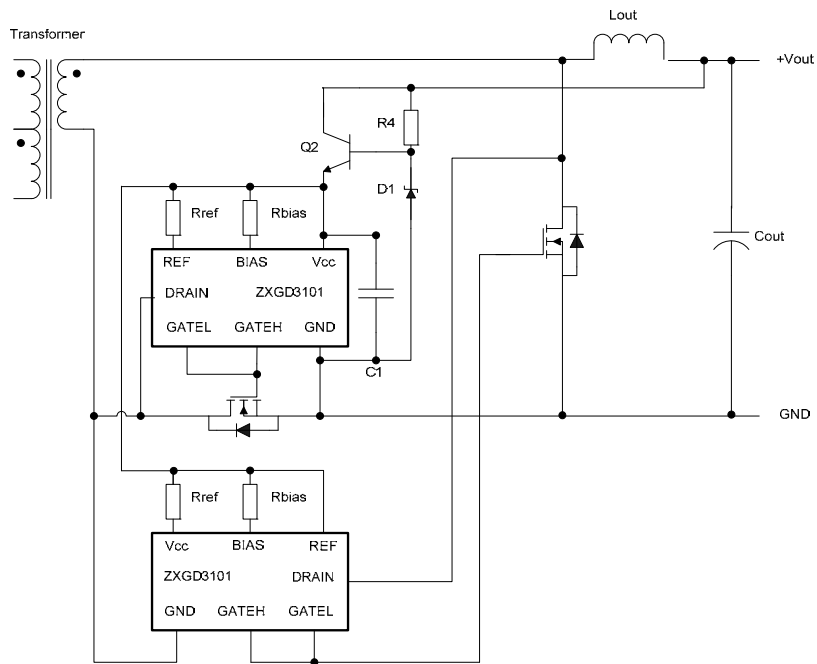 Lout
Transformer
+Vout
R4
Q2
D1
Rref
Rbias
Cout
REF
BIAS
Vcc
DRAIN
ZXGD3101
GATEL
GATEH
GND
C1
GND
Rref
Rbias
Vcc
BIAS
REF
ZXGD3101
DRAIN
GND
GATEH
GATEL